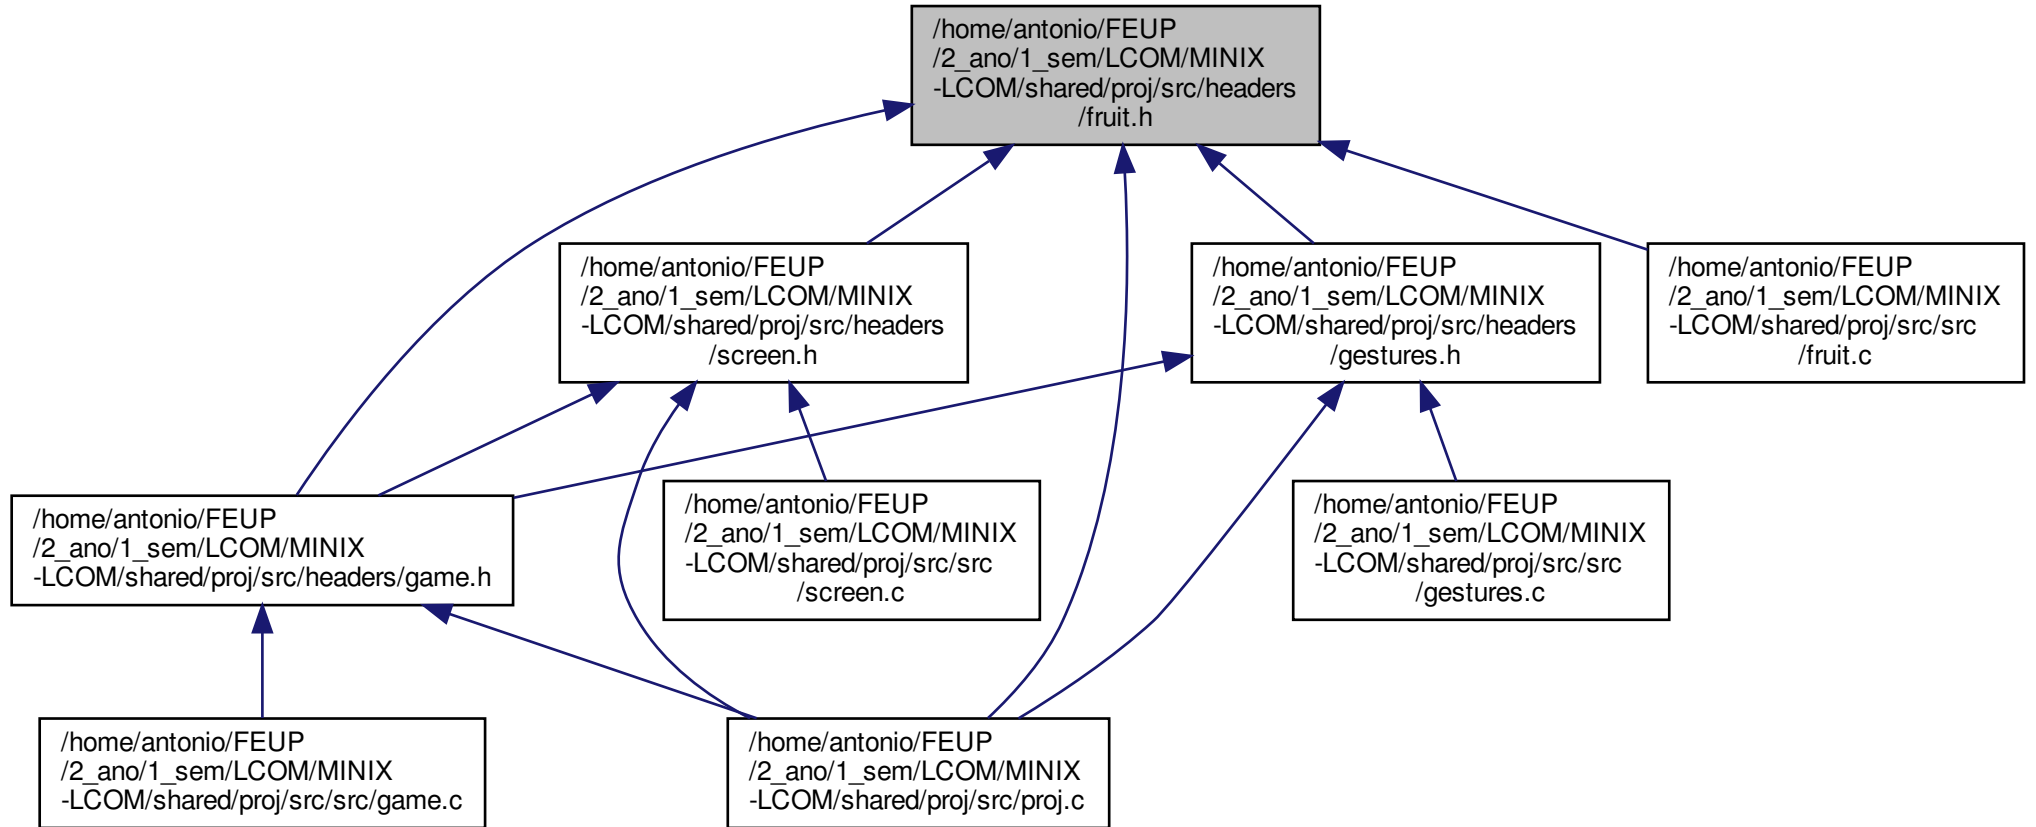 /home/antonio/FEUP
/2_ano/1_sem/LCOM/MINIX
-LCOM/shared/proj/src/headers
/fruit.h
/home/antonio/FEUP
/2_ano/1_sem/LCOM/MINIX
-LCOM/shared/proj/src/headers
/screen.h
/home/antonio/FEUP
/2_ano/1_sem/LCOM/MINIX
-LCOM/shared/proj/src/headers
/gestures.h
/home/antonio/FEUP
/2_ano/1_sem/LCOM/MINIX
-LCOM/shared/proj/src/src
/fruit.c
/home/antonio/FEUP
/2_ano/1_sem/LCOM/MINIX
-LCOM/shared/proj/src/headers/game.h
/home/antonio/FEUP
/2_ano/1_sem/LCOM/MINIX
-LCOM/shared/proj/src/src
/screen.c
/home/antonio/FEUP
/2_ano/1_sem/LCOM/MINIX
-LCOM/shared/proj/src/src
/gestures.c
/home/antonio/FEUP
/2_ano/1_sem/LCOM/MINIX
-LCOM/shared/proj/src/src/game.c
/home/antonio/FEUP
/2_ano/1_sem/LCOM/MINIX
-LCOM/shared/proj/src/proj.c